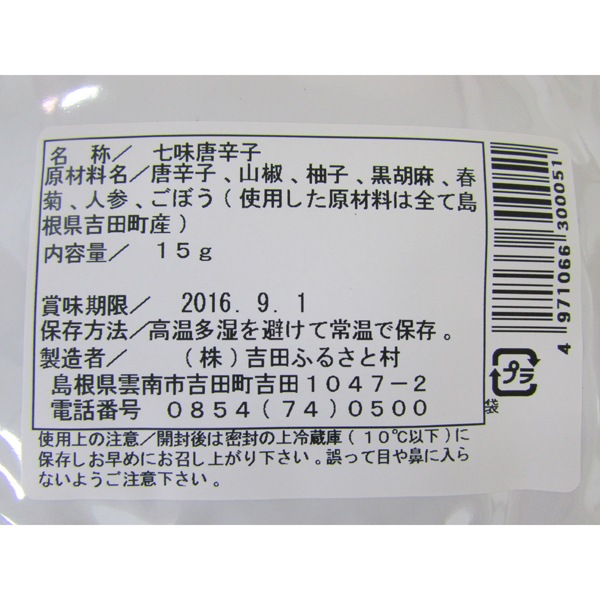 名　称／　七味唐辛子
原材料名／唐辛子、山椒、柚子、黒胡麻、春
菊、人参、ごぼう(使用した原材料は全て島
根県吉田町産)
内容量／　１５ｇ
賞味期限／　2016. 9. 1
保存方法／高温多湿を避けて常温で保存。
製造者／　(株)吉田ふるさと村
島根県雲南市吉田町吉田１０４７－２
電話番号　０８５４(７４)０５００
使用上の注意／開封後は密封の上冷蔵庫(１０℃以下)に
保存しお早めにお召し上がり下さい。誤って目や鼻に入ら
ないようご注意下さい。
4 971066 300051
プラ
袋